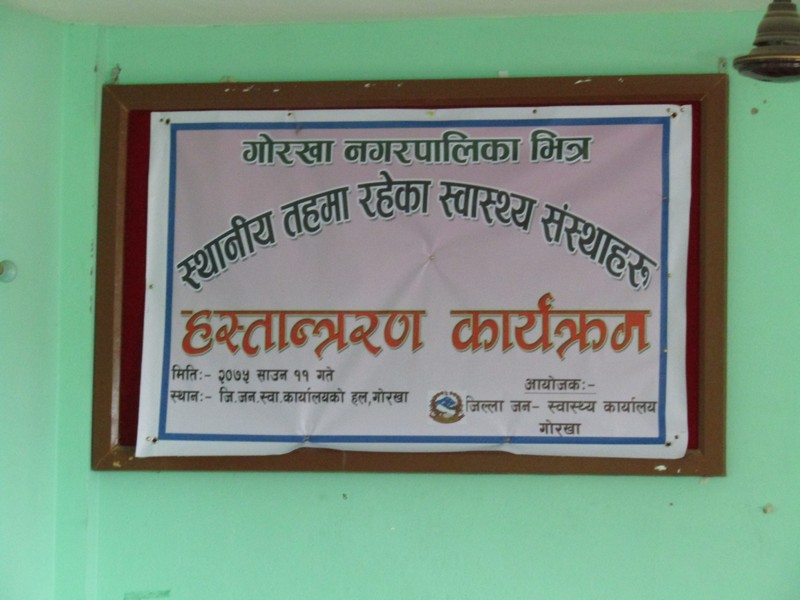 गोरखा नगरपालिका भित्र
स्थानीय तहमा रहेका स्वास्थ्य संस्थाहरू
हस्तान्त्ररण कार्यक्रम
मितिः- २०७५ साउन ११ गते
स्थानः- जि.जन.स्वा.कार्यालयको हल,गोरखा
आयोजकः-
जिल्ला जन- स्वास्थ्य कार्यालय
गोरखा